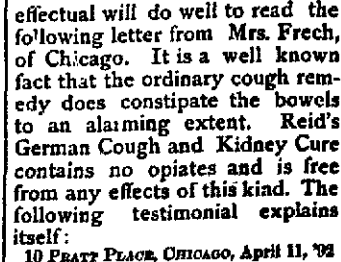 effectual will do well to read the
following letter from Mrs. Frech,
of Chicago. It is a well known
fact that the ordinary cough rem-
edy does constipate the bowels
to an alarming extent. Reid's
German Cough and Kidney Cure
contains no opiates and is free
from any effects of this kiad. The
following testimonial explains
itself:
10 PRATT PLACE, CHICAGO, April 11, '02